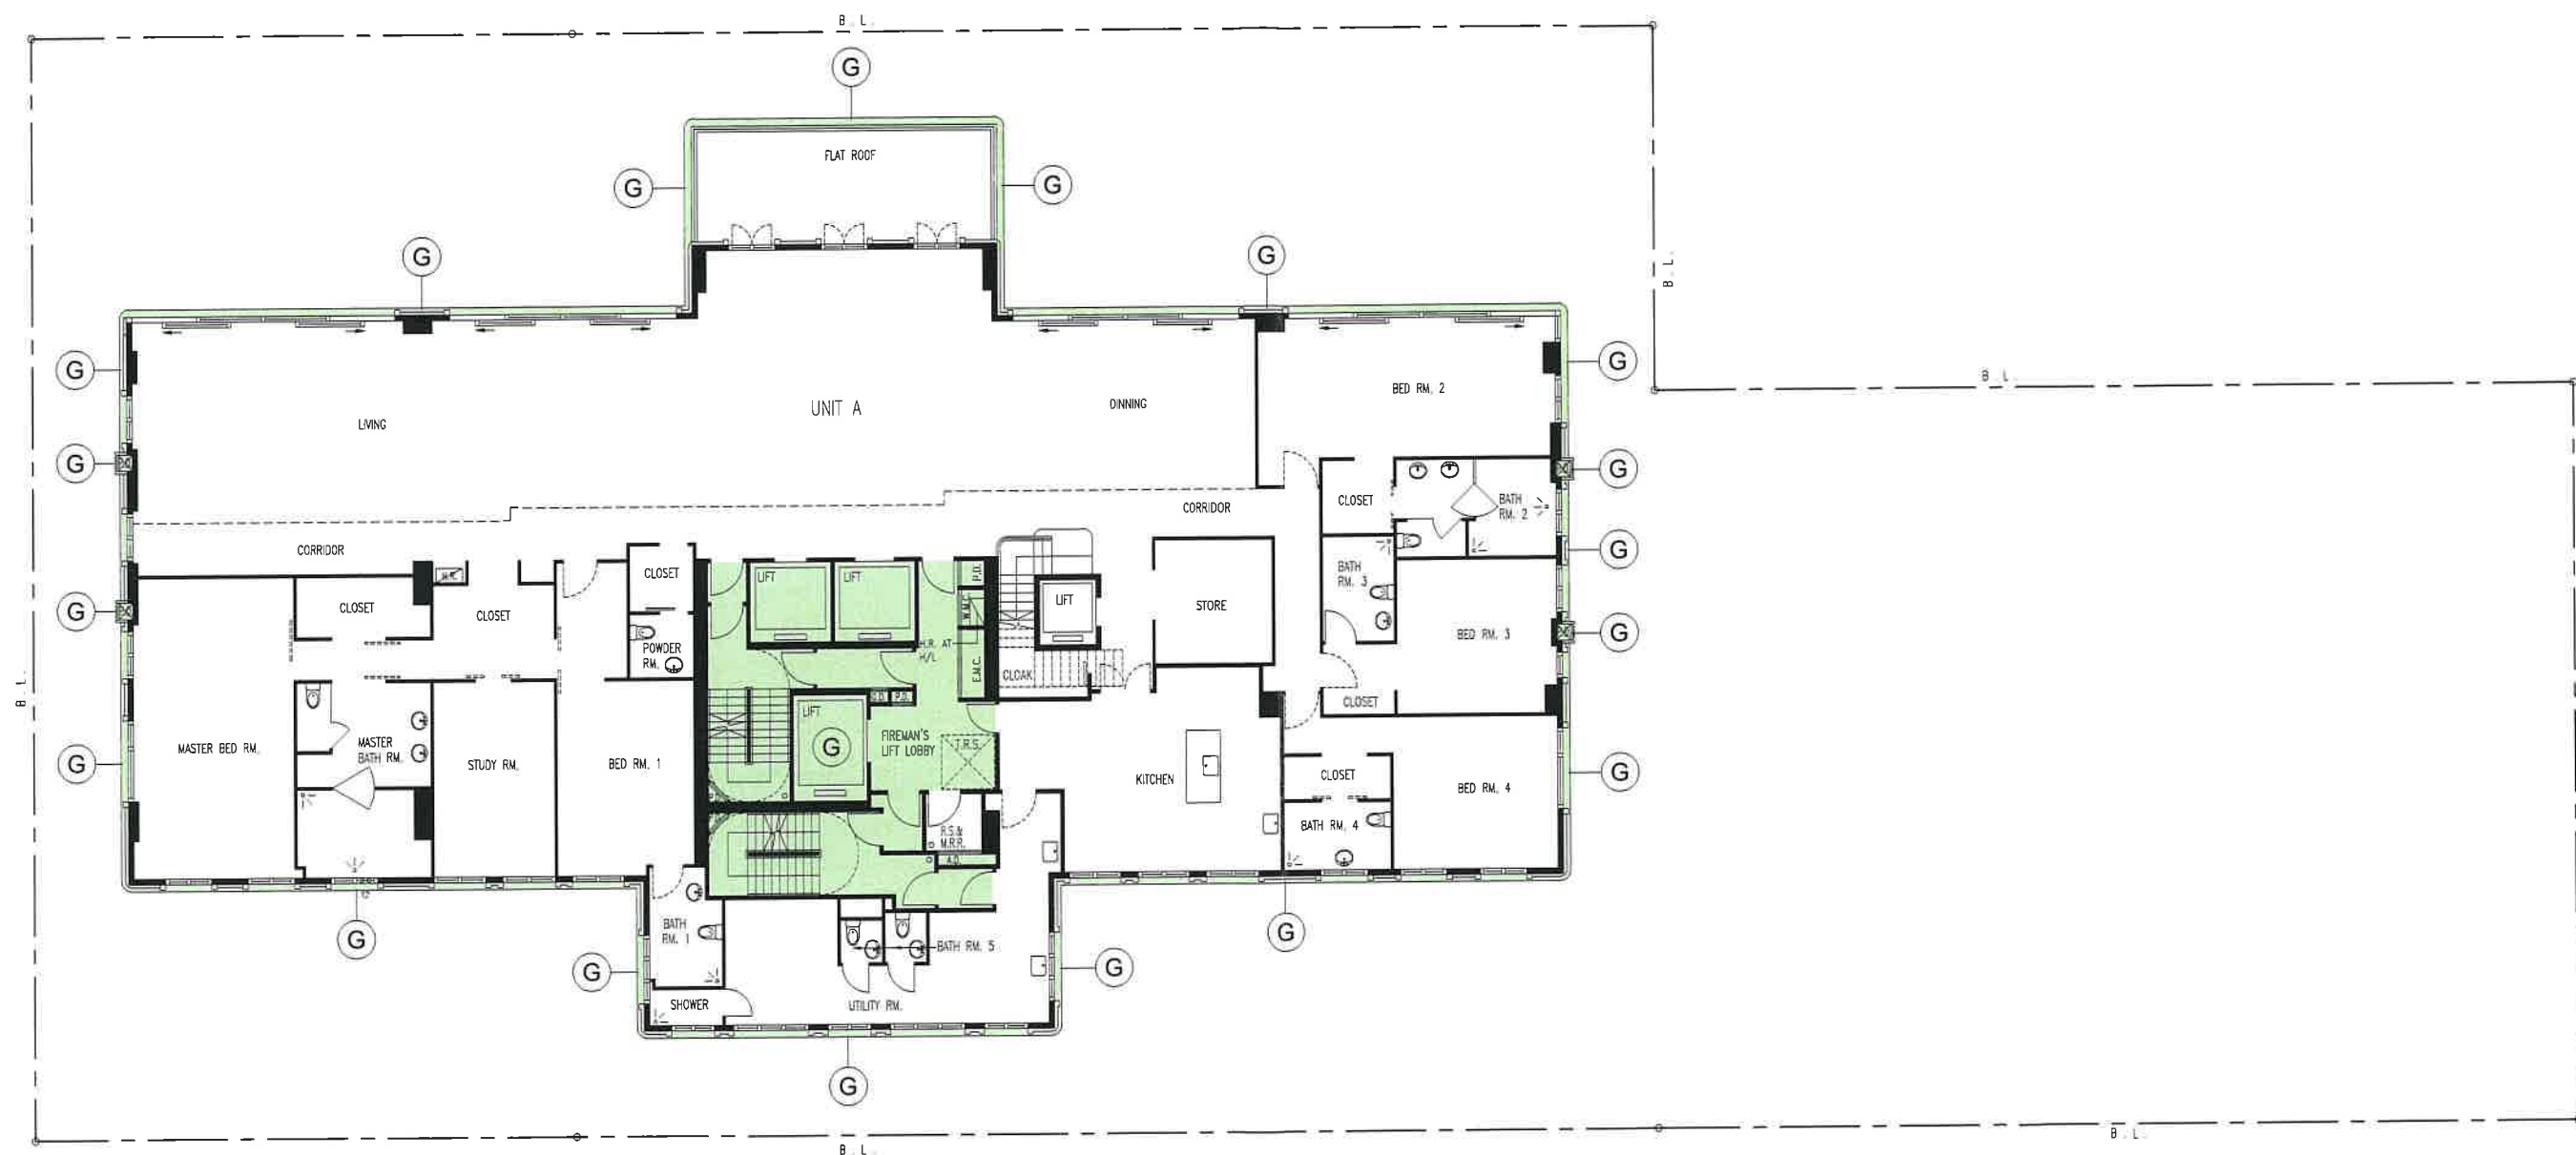 B. L.
G
FLAT ROOF
G
G
G
G
B. L.
G
G
B. L.
BED RM. 2
UNIT A
DINNING
LIVING
G
G
CLOSET
BATH
RM. 2
CORRIDOR
CORRIDOR
G
CLOSET
LIFT
LIFT
P.D.
BATH
RM. 3
LIFT
STORE
W.M.C.
G
CLOSET
CLOSET
BED RM. 3
G
POWDER
RM.
H.R. AT
H/L
E.M.C.
CLOAK
B. L.
CLOSET
P.D.
LIFT
FIREMAN'S
LIFT LOBBY
T.R.S.
G
MASTER BED RM.
MASTER
BATH RM.
G
STUDY RM.
BED RM. 1
KITCHEN
CLOSET
BED RM. 4
G
BATH RM. 4
R.S.&
M.R.R.
A.D.
BATH
RM. 1
G
G
BATH RM. 5
G
G
SHOWER
UTILITY RM.
G
B. L.
B. L.